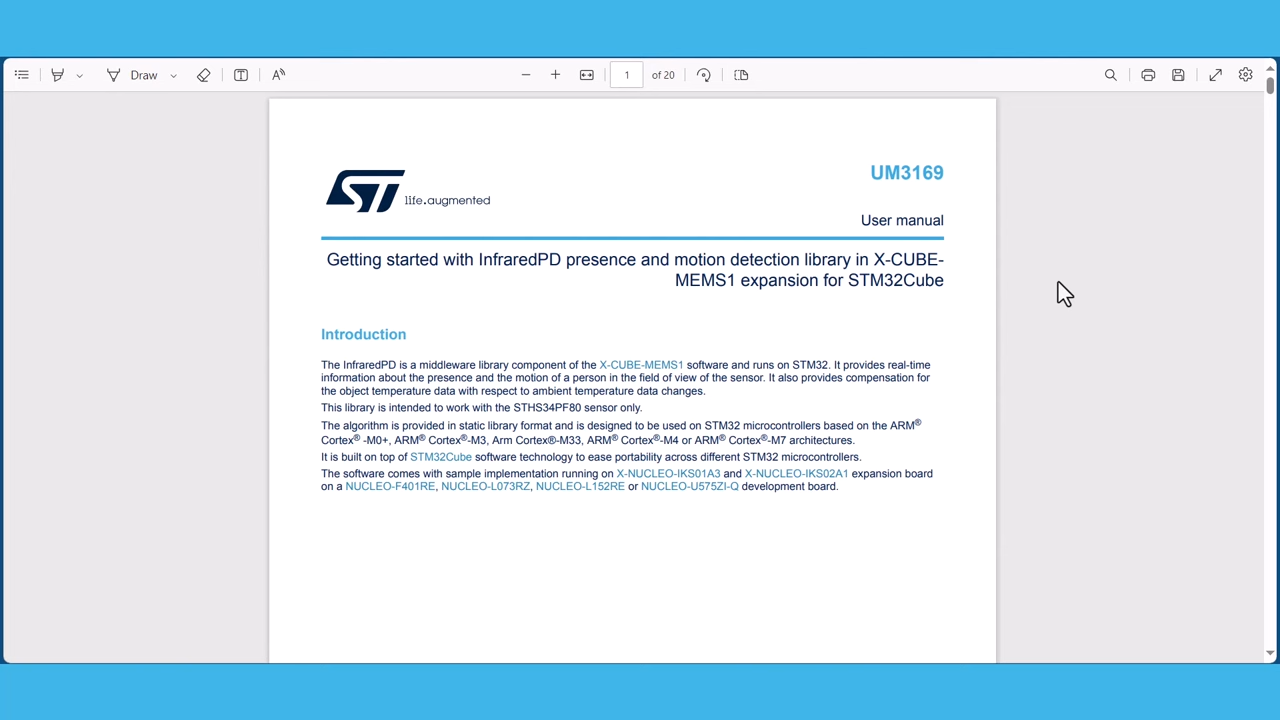 Draw
1 of 20
ST life.augmented
UM3169
User manual
Getting started with InfraredPD presence and motion detection library in X-CUBE-
MEMS1 expansion for STM32Cube
Introduction
The InfraredPD is a middleware library component of the X-CUBE-MEMS1 software and runs on STM32. It provides real-time
information about the presence and the motion of a person in the field of view of the sensor. It also provides compensation for
the object temperature data with respect to ambient temperature data changes.
This library is intended to work with the STHS34PF80 sensor only.
The algorithm is provided in static library format and is designed to be used on STM32 microcontrollers based on the ARM®
Cortex® -M0+, ARM® Cortex®-M3, Arm Cortex®-M33, ARM® Cortex®-M4 or ARM® Cortex®-M7 architectures.
It is built on top of STM32Cube software technology to ease portability across different STM32 microcontrollers.
The software comes with sample implementation running on X-NUCLEO-IKS01A3 and X-NUCLEO-IKS02A1 expansion board
on a NUCLEO-F401RE, NUCLEO-L073RZ, NUCLEO-L152RE or NUCLEO-U575ZI-Q development board.